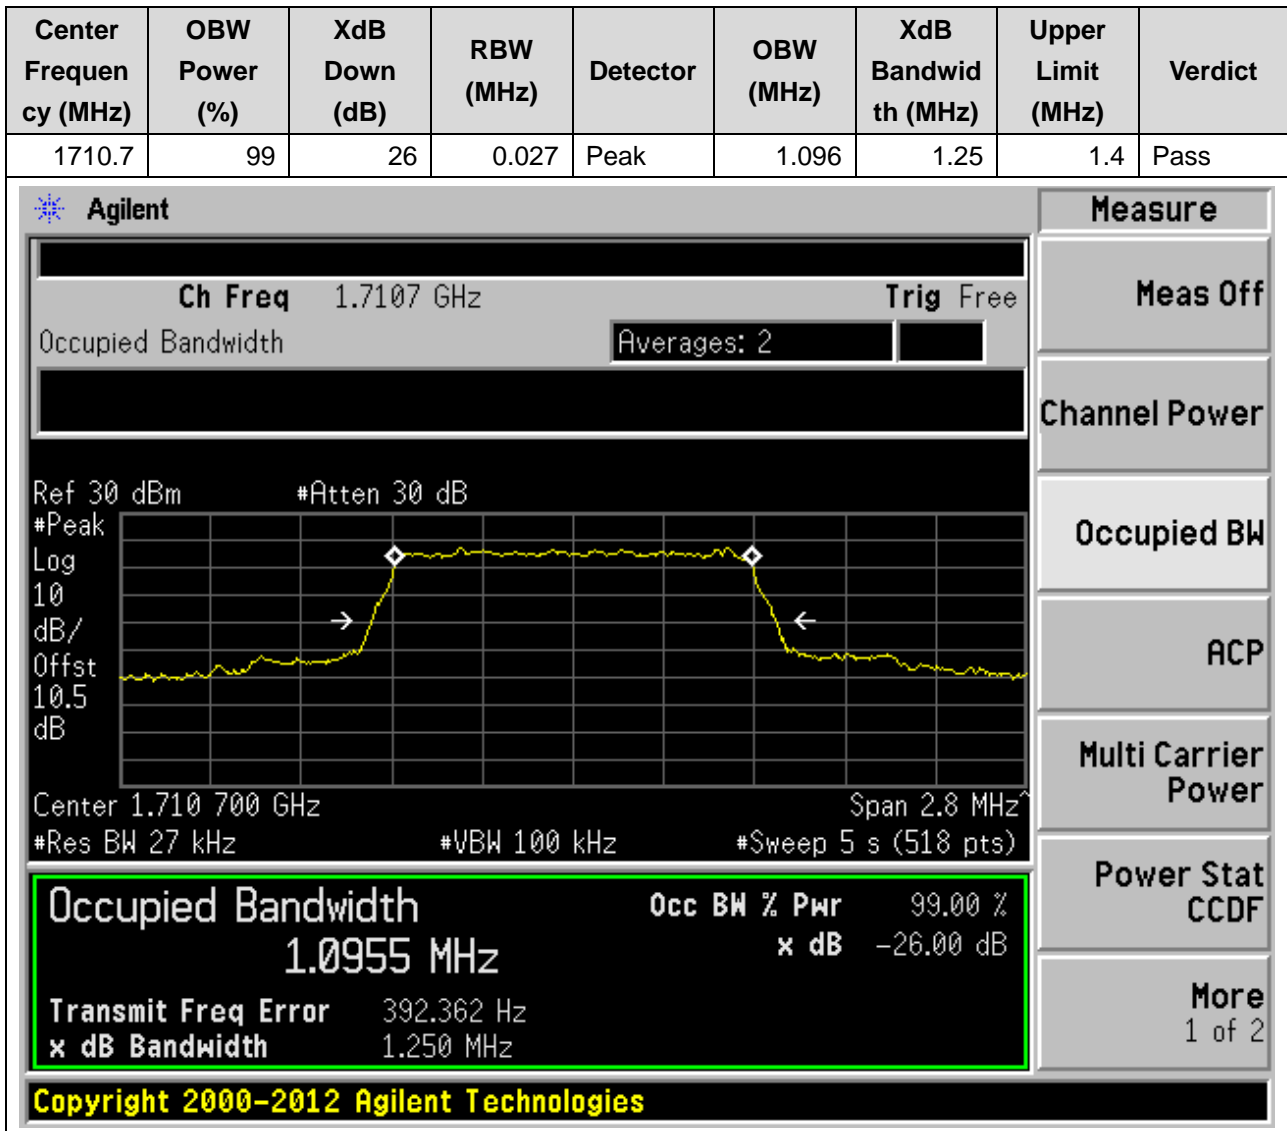 Center Frequen cy (MHz)
OBW Power (%)
XdB Down (dB)
RBW (MHz)
Detector
OBW (MHz)
XdB Bandwid th (MHz)
Upper Limit (MHz)
Verdict
1710.7 99 26 0.027 Peak 1.096 1.25 1.4 Pass
Agilent
Measure
Ch Freq 1.7107 GHz Trig Free
Occupied Bandwidth Averages: 2
Ref 30 dBm #Atten 30 dB
#Peak
Log
10
dB/
Offst
10.5
dB
Center 1.710 700 GHz Span 2.8 MHz^
#Res BW 27 kHz #VBW 100 kHz #Sweep 5 s (518 pts)
Occupied Bandwidth
1.0955 MHz
Occ BW % Pwr 99.00 %
x dB -26.00 dB
Transmit Freq Error 392.362 Hz
x dB Bandwidth 1.250 MHz
Meas Off
Channel Power
Occupied BW
ACP
Multi Carrier
Power
Power Stat
CCDF
More
1 of 2
Copyright 2000-2012 Agilent Technologies